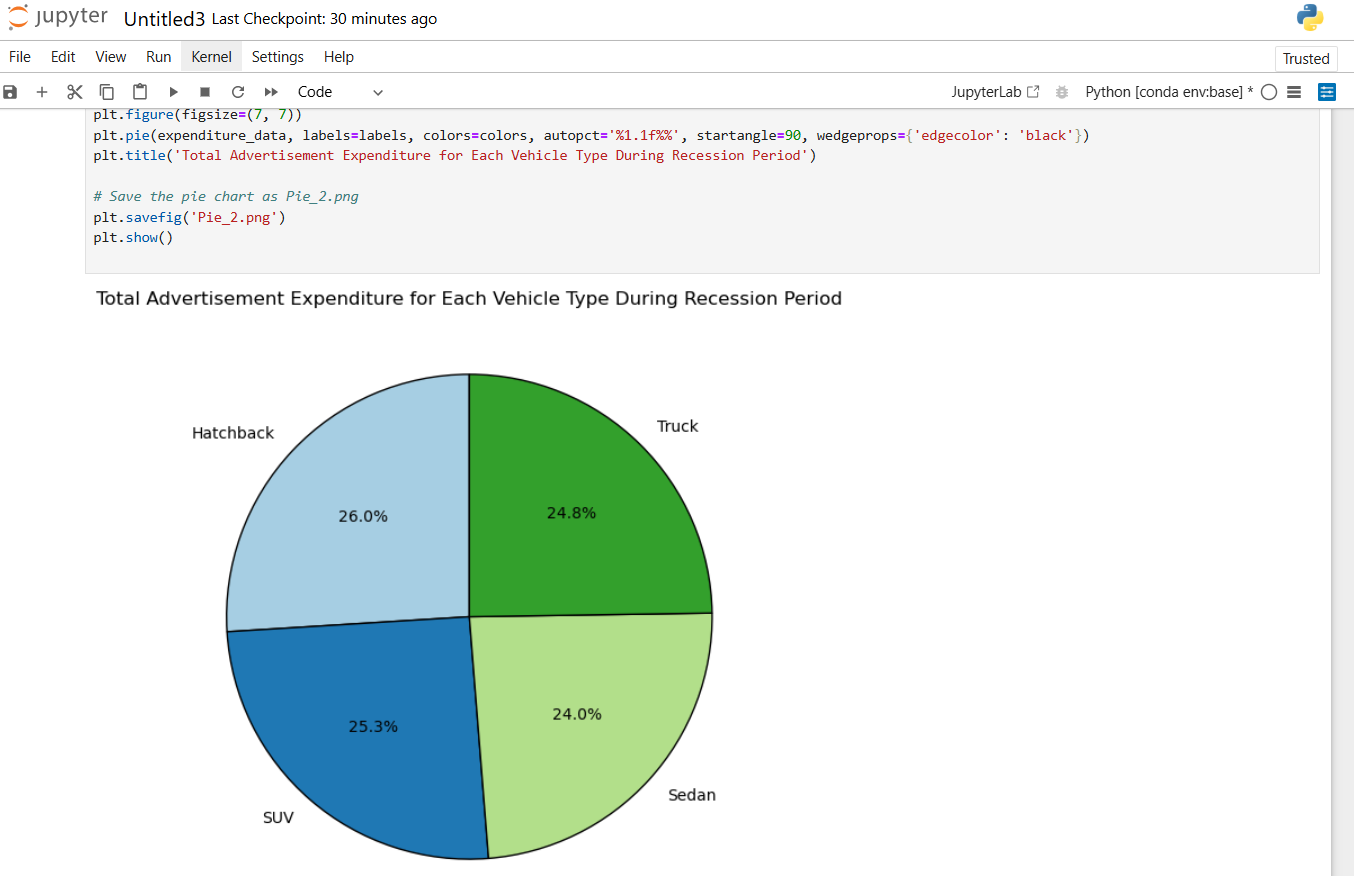 jupyter Untitled3 Last Checkpoint: 30 minutes ago
File Edit View Run Kernel Settings Help
Trusted
Code
JupyterLab Python [conda env:base] *
plt.figure(figsize=(7, 7))
plt.pie(expenditure_data, labels=labels, colors=colors, autopct='%1.1f%%', startangle=90, wedgeprops={'edgecolor': 'black'})
plt.title('Total Advertisement Expenditure for Each Vehicle Type During Recession Period')
# Save the pie chart as Pie_2.png
plt.savefig('Pie_2.png')
plt.show()
Total Advertisement Expenditure for Each Vehicle Type During Recession Period
Truck
Hatchback
24.8%
26.0%
24.0%
25.3%
Sedan
SUV